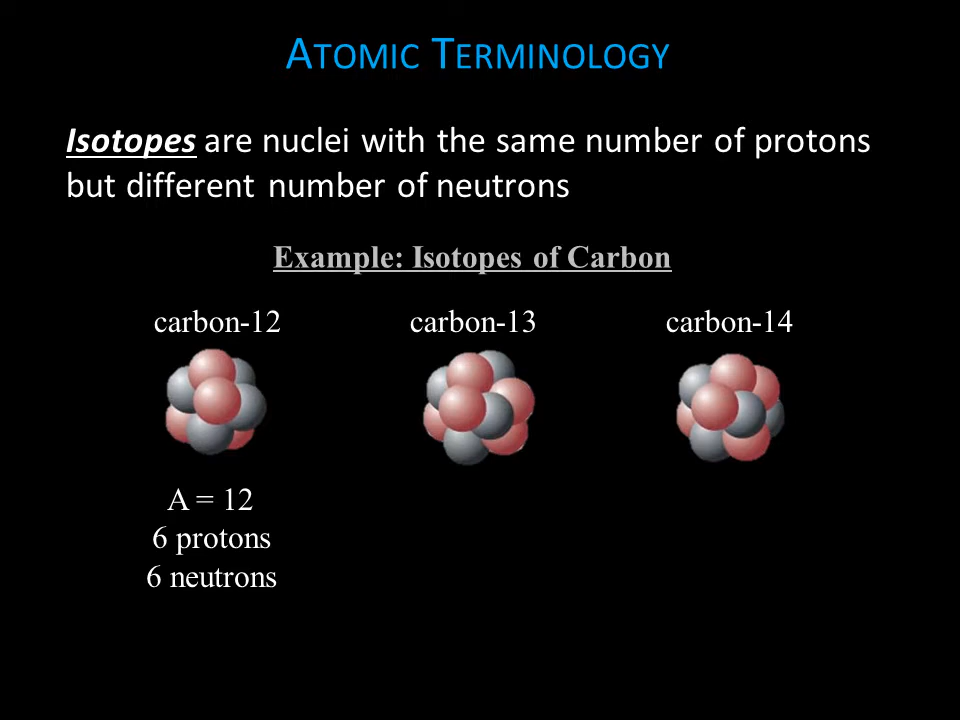 ATOMIC TERMINOLOGY
Isotopes are nuclei with the same number of protons
but different number of neutrons
Example: Isotopes of Carbon
carbon-12 carbon-13 carbon-14
A = 12
6 protons
6 neutrons